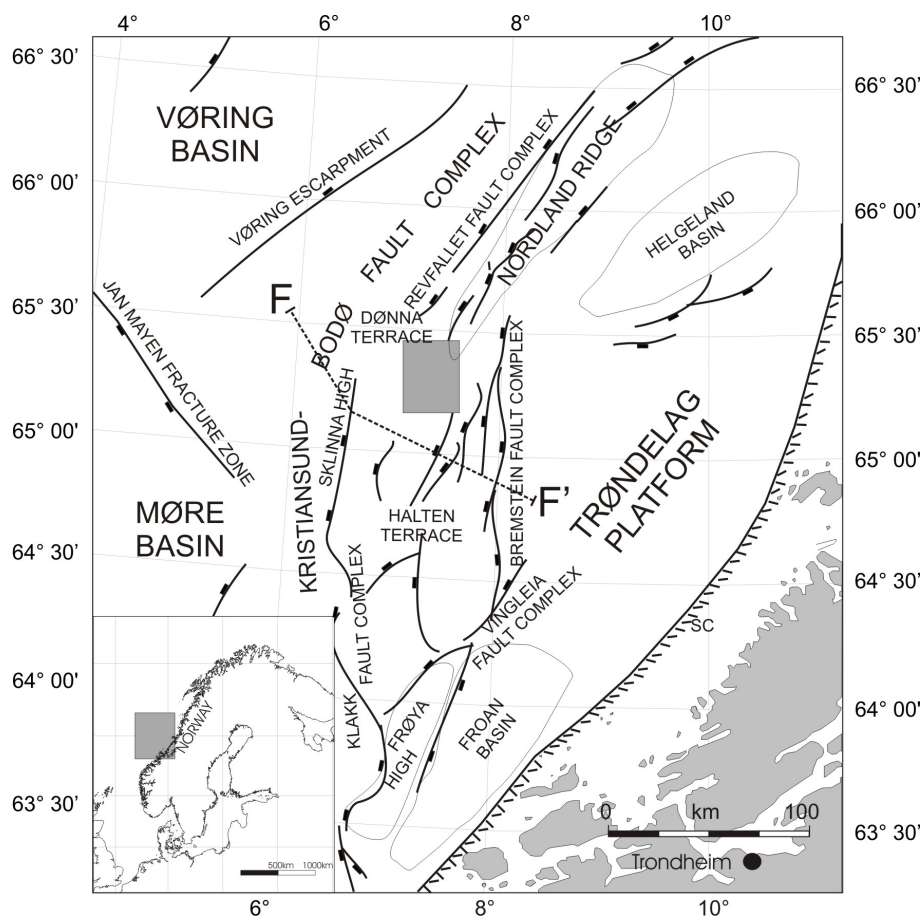 4°
6°
8°
10°
66° 30'
66° 30'
66° 00'
66° 00'
65° 30'
65° 30'
65° 00'
65° 00'
64° 30'
64° 30'
64° 00'
64° 00'
63° 30'
63° 30'
VØRING
BASIN
VØRING ESCARPMENT
BODØ FAULT COMPLEX
REVFALLET FAULT COMPLEX
NORDLAND RIDGE
HELGELAND
BASIN
JAN MAYEN FRACTURE ZONE
F
DØNNA
TERRACE
KRISTIANSUND-
SKLINNA HIGH
BREMSTEIN FAULT COMPLEX
F'
TRØNDELAG
PLATFORM
MØRE
BASIN
HALTEN
TERRACE
VINGLEIA
FAULT COMPLEX
SC
KLAKK FAULT COMPLEX
FRØYA
HIGH
FROAN
BASIN
0 km 100
Trondheim
NORWAY
500km 1000km
6°
8°
10°